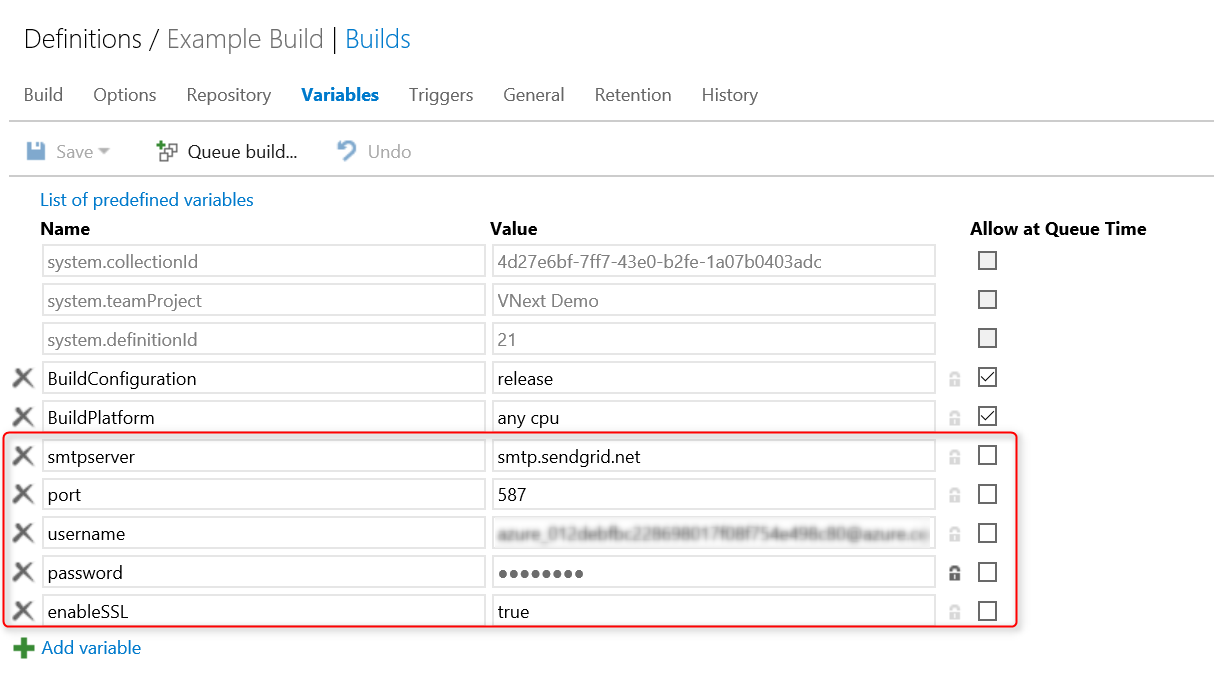 Definitions / Example Build | Builds
Build Options Repository Variables Triggers General Retention History
Save Queue build... Undo
List of predefined variables
Name Value Allow at Queue Time
system.collectionId 4d27e6bf-7ff7-43e0-b2fe-1a07b0403adc
system.teamProject VNext Demo
system.definitionId 21
BuildConfiguration release
BuildPlatform any cpu
smtpserver smtp.sendgrid.net
port 587
username
password ●●●●●●●●
enableSSL true
Add variable